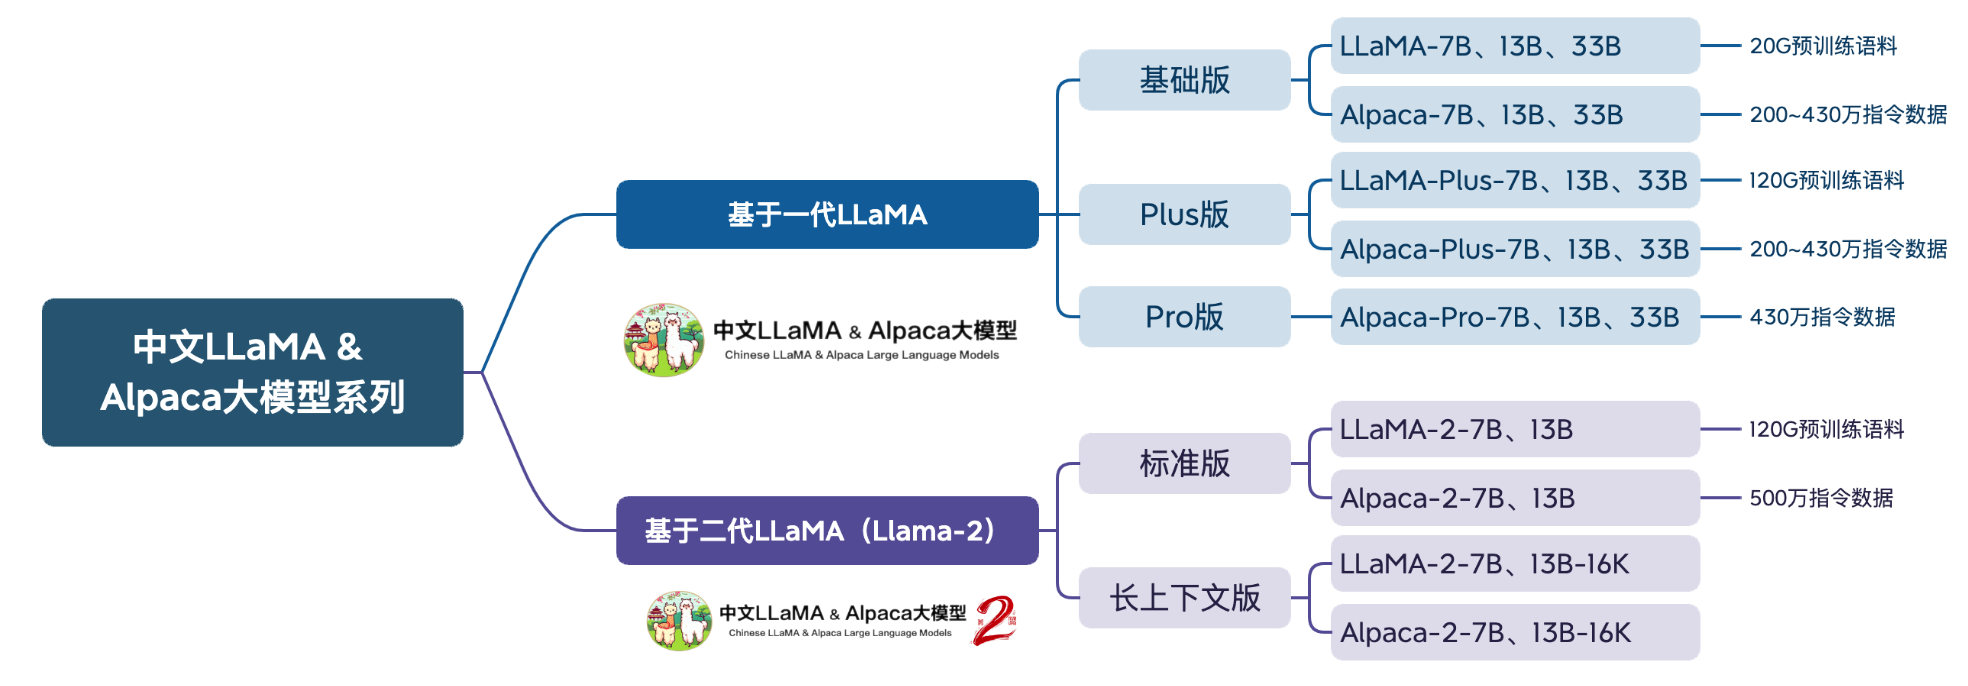 中文LLaMA &
Alpaca大模型系列
基于一代LLaMA
基础版
LLaMA-7B、13B、33B
20G预训练语料
Alpaca-7B、13B、33B
200~430万指令数据
Plus版
LLaMA-Plus-7B、13B、33B
120G预训练语料
Alpaca-Plus-7B、13B、33B
200~430万指令数据
Pro版
Alpaca-Pro-7B、13B、33B
430万指令数据
中文LLaMA & Alpaca大模型
Chinese LLaMA & Alpaca Large Language Models
基于二代LLaMA（Llama-2）
标准版
LLaMA-2-7B、13B
120G预训练语料
Alpaca-2-7B、13B
500万指令数据
长上下文版
LLaMA-2-7B、13B-16K
Alpaca-2-7B、13B-16K
中文LLaMA & Alpaca大模型 2
Chinese LLaMA & Alpaca Large Language Models